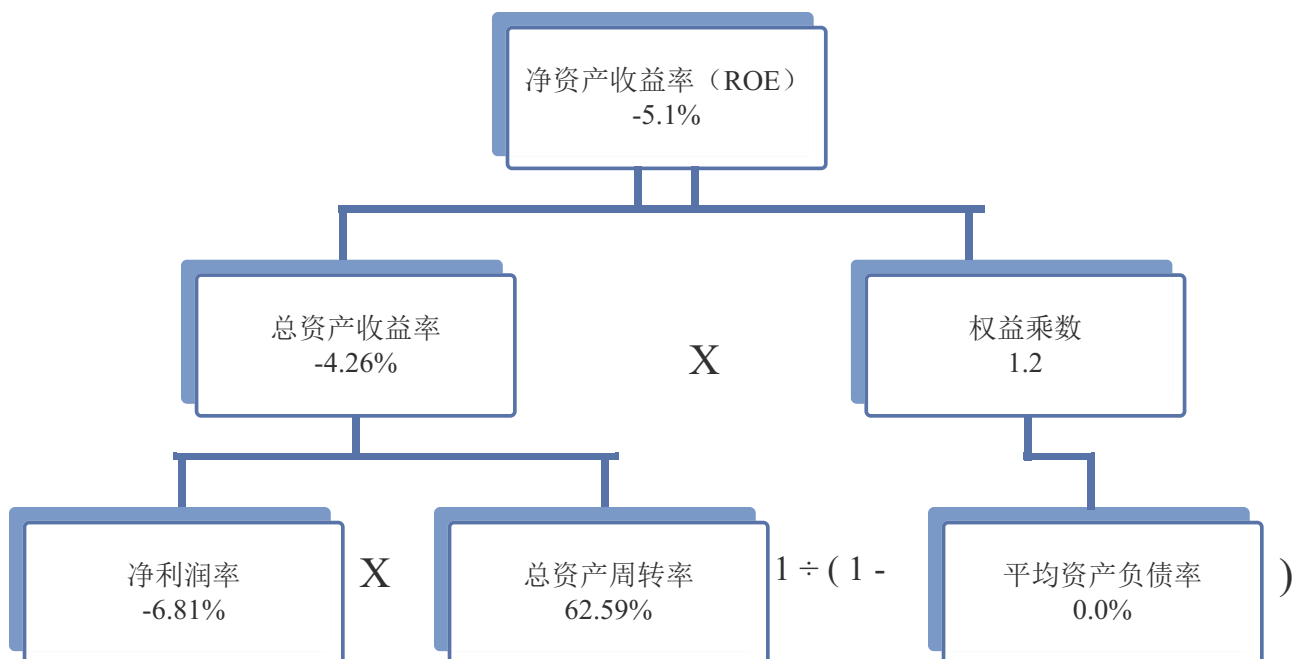 净资产收益率（ROE）
-5.1%
总资产收益率
-4.26%
X
权益乘数
1.2
净利润率
-6.81%
X
总资产周转率
62.59%
1 ÷ ( 1 -
平均资产负债率
0.0%
)